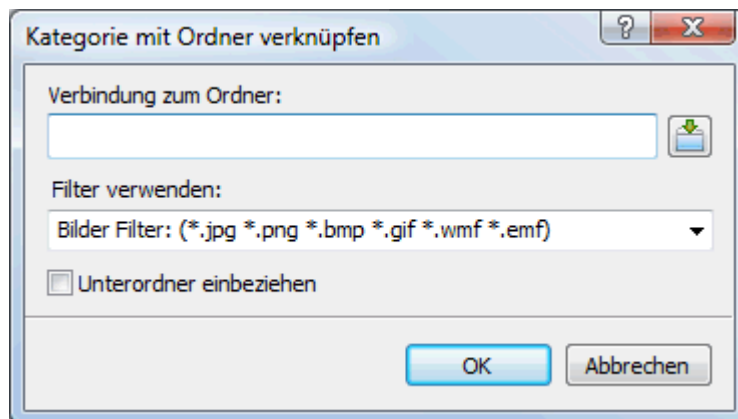 Kategorie mit Ordner verknüpfen
Verbindung zum Ordner:
Filter verwenden:
Bilder Filter: (*.jpg *.png *.bmp *.gif *.wmf *.emf)
Unterordner einbeziehen
OK Abbrechen